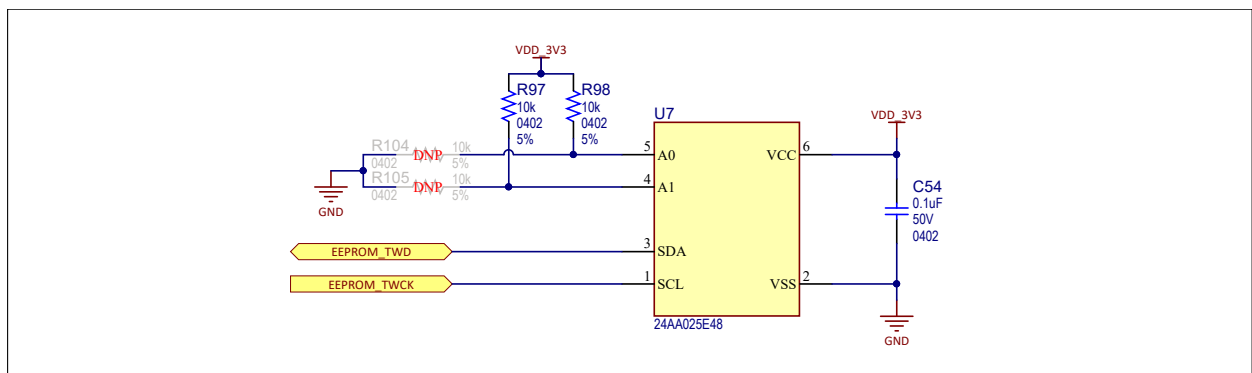 VDD_3V3
R97
10k
0402
5%
R98
10k
0402
5%
U7
VDD_3V3
R104
0402
DNP
10k
5%
5
A0
VCC
6
R105
0402
DNP
10k
5%
4
A1
GND
C54
0.1uF
50V
0402
EEPROM_TWD
3
SDA
EEPROM_TWCK
1
SCL
VSS
2
24AA025E48
GND